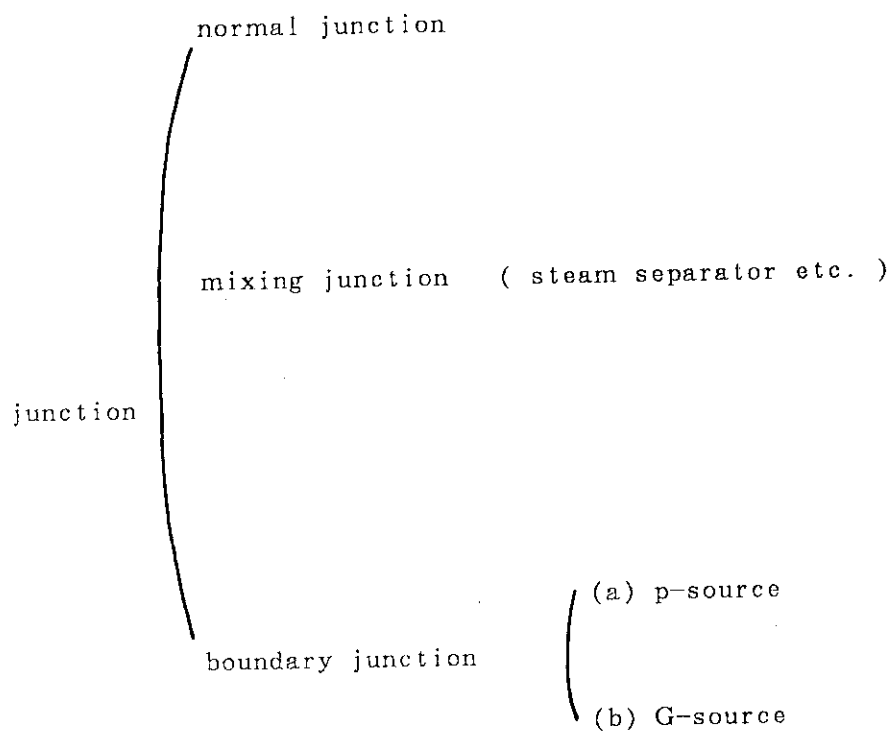 normal junction
mixing junction ( steam separator etc. )
junction
(a) p-source
boundary junction
(b) G-source